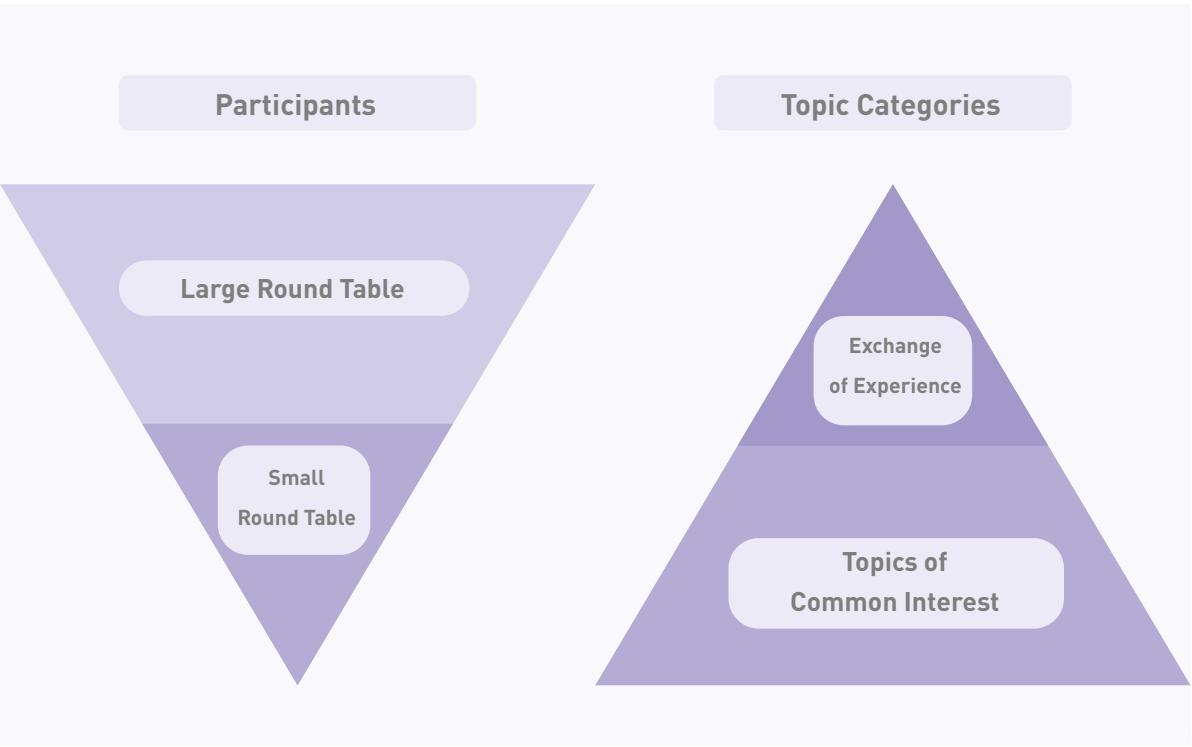 Participants
Topic Categories
Large Round Table
Small
Round Table
Exchange
of Experience
Topics of
Common Interest